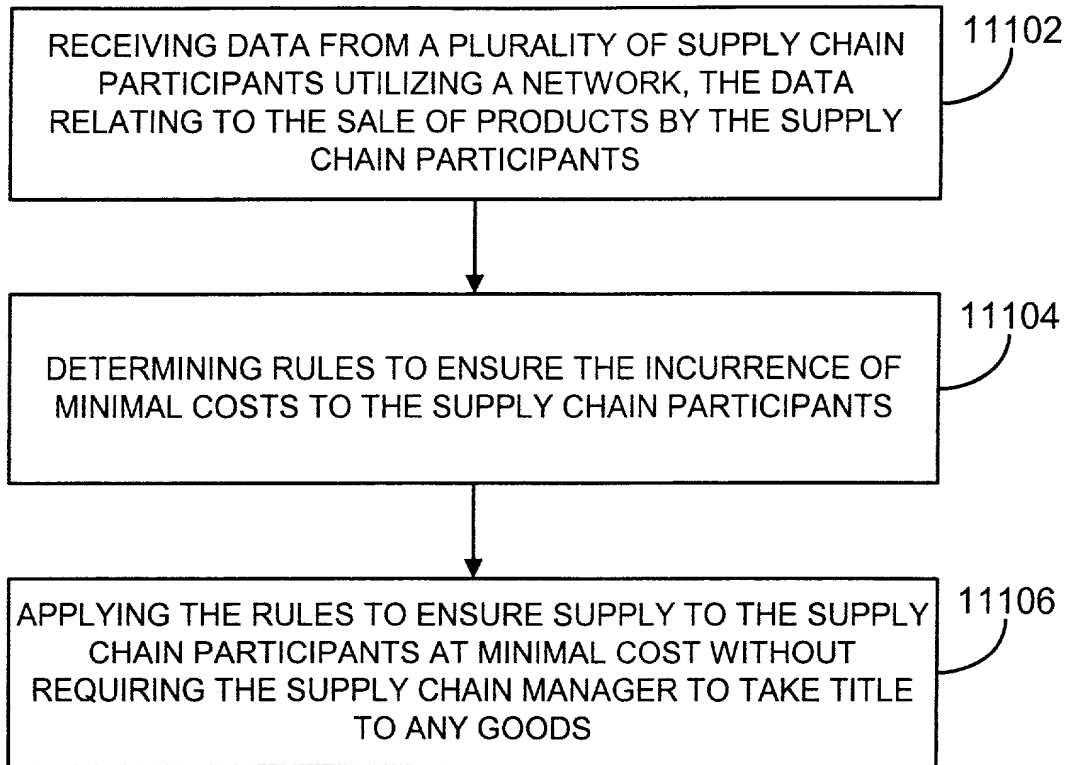 RECEIVING DATA FROM A PLURALITY OF SUPPLY CHAIN
PARTICIPANTS UTILIZING A NETWORK, THE DATA
RELATING TO THE SALE OF PRODUCTS BY THE SUPPLY
CHAIN PARTICIPANTS
11102
DETERMINING RULES TO ENSURE THE INCURRENCE OF
MINIMAL COSTS TO THE SUPPLY CHAIN PARTICIPANTS
11104
APPLYING THE RULES TO ENSURE SUPPLY TO THE SUPPLY
CHAIN PARTICIPANTS AT MINIMAL COST WITHOUT
REQUIRING THE SUPPLY CHAIN MANAGER TO TAKE TITLE
TO ANY GOODS
11106